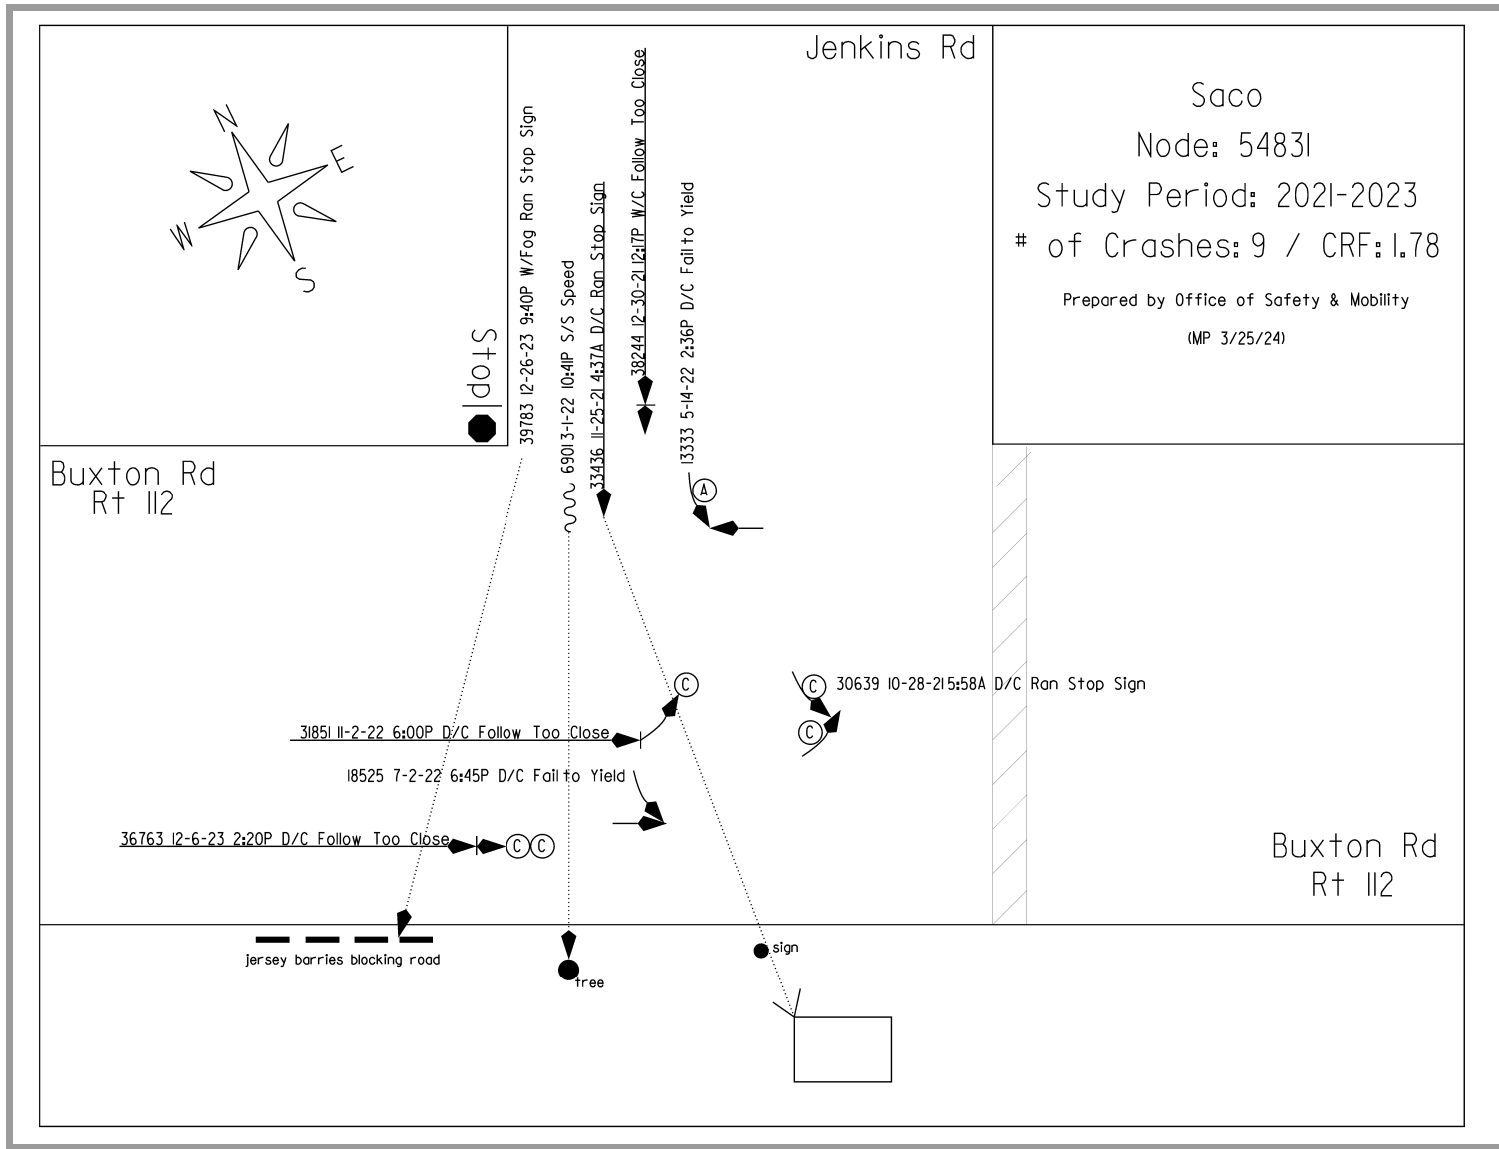 Jenkins Rd
Saco
Node: 54831
Study Period: 2021-2023
# of Crashes: 9 / CRF: 1.78
Prepared by Office of Safety & Mobility
(MP 3/25/24)
N
E
W
S
Stop
39783 12-26-23 9:40P W/Fog Ran Stop Sign
6901 3-1-22 10:41P S/S Speed
33436 11-25-21 4:37A D/C Ran Stop Sign
38244 12-30-21 12:17P W/C Follow Too Close
13333 5-14-22 2:36P D/C Fail to Yield
A
Buxton Rd
Rt 112
C
C 30639 10-28-21 5:58A D/C Ran Stop Sign
C
31851 11-2-22 6:00P D/C Follow Too Close
18525 7-2-22 6:45P D/C Fail to Yield
36763 12-6-23 2:20P D/C Follow Too Close
C C
Buxton Rd
Rt 112
jersey barries blocking road
tree
sign